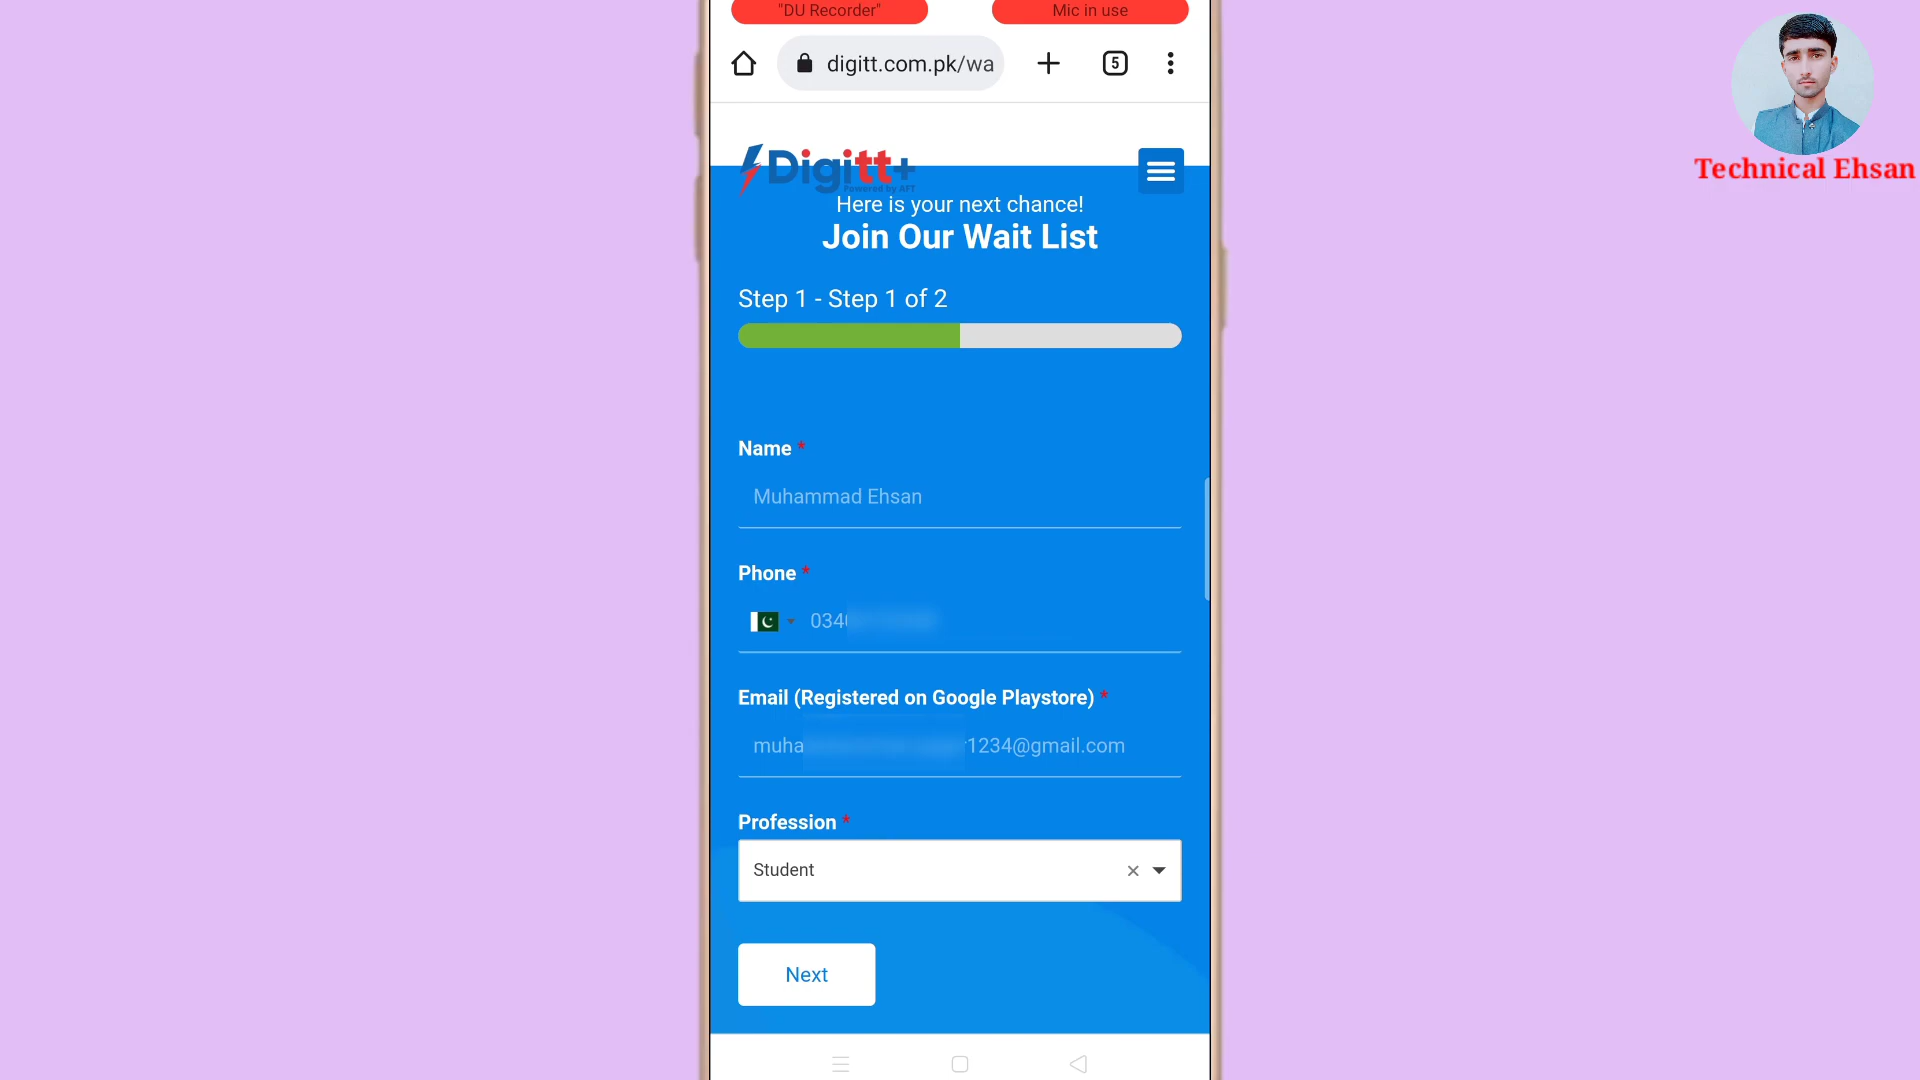 "DU Recorder"
Mic in use
digitt.com.pk/wa
5
Technical Ehsan
Digitt+
Powered by AFT
Here is your next chance!
Join Our Wait List
Step 1 - Step 1 of 2
Name *
Muhammad Ehsan
Phone *
034
Email (Registered on Google Playstore) *
muha 1234@gmail.com
Profession *
Student
Next